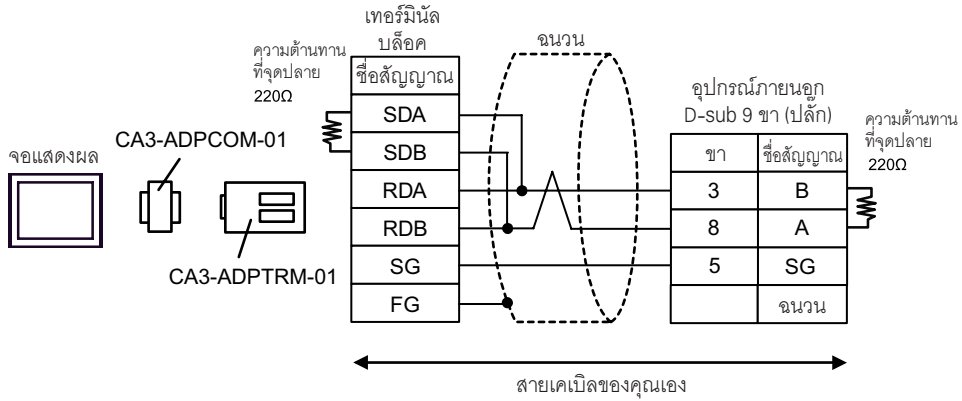 เทอร์มินัล
บล็อค
ความต้านทาน
ที่จุดปลาย
220Ω
ฉนวน
ชื่อสัญญาณ
SDA
SDB
RDA
RDB
SG
FG
จอแสดงผล
CA3-ADPCOM-01
CA3-ADPTRM-01
อุปกรณ์ภายนอก
D-sub 9 ขา (ปลั๊ก)
ขา ชื่อสัญญาณ
3 B
8 A
5 SG
ฉนวน
ความต้านทาน
ที่จุดปลาย
220Ω
สายเคเบิลของคุณเอง